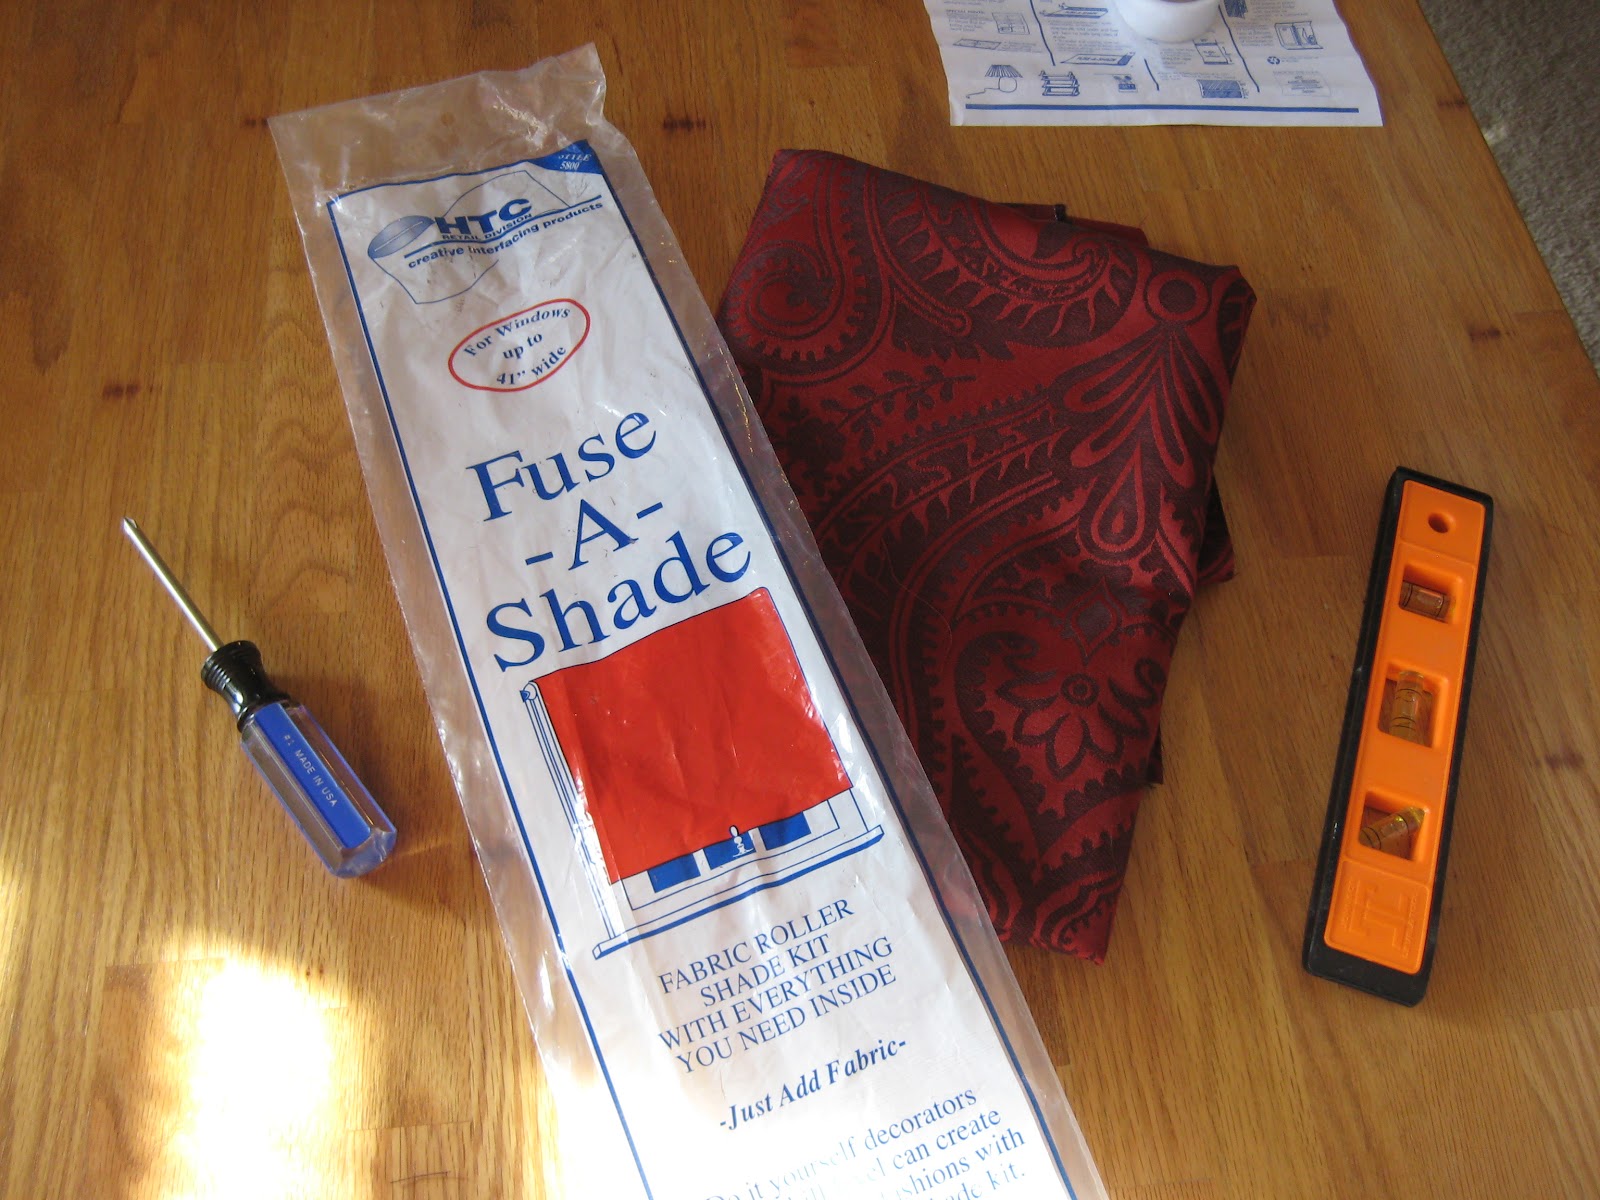 STYLE
5800
HTC
RETAIL DIVISION
creative interfacing products
For Windows
up to
41" wide
Fuse
-A-
Shade
FABRIC ROLLER
SHADE KIT
WITH EVERYTHING
YOU NEED INSIDE
-Just Add Fabric-
Do it yourself decorators
can create
with
kit.
#1 MADE IN USA